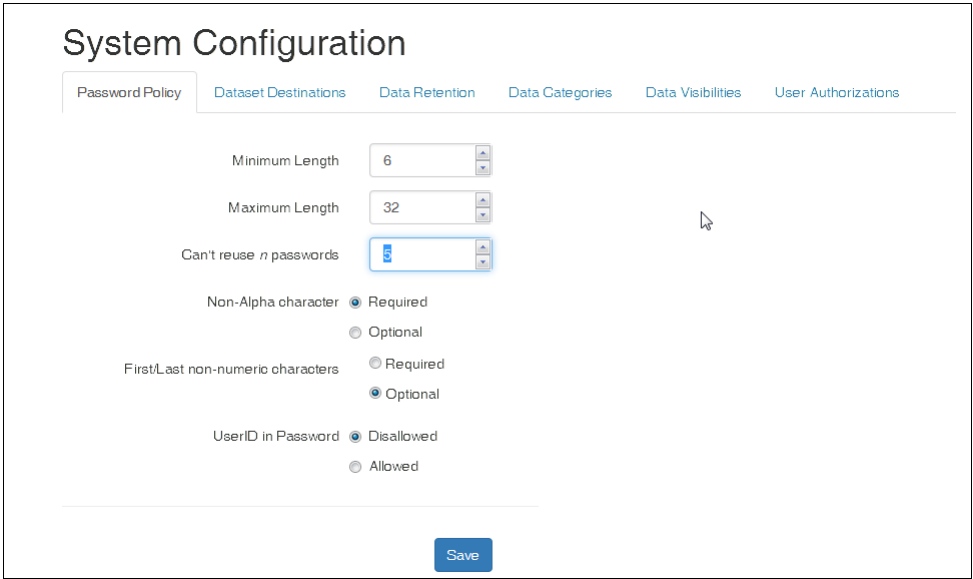 System Configuration
Password Policy Dataset Destinations Data Retention Data Categories Data Visibilities User Authorizations
Minimum Length 6
Maximum Length 32
Can't reuse n passwords 5
Non-Alpha character Required
Optional
First/Last non-numeric characters Required
Optional
UserID in Password Disallowed
Allowed
Save